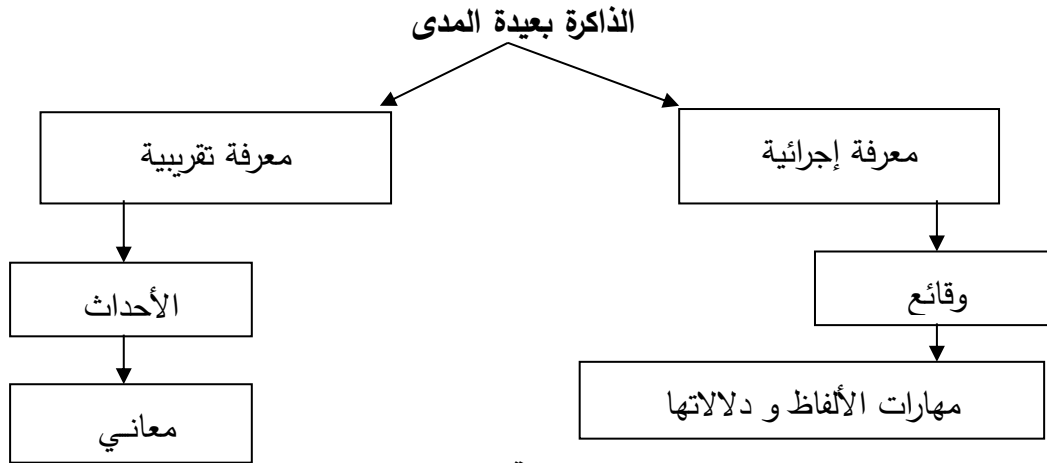 الذاكرة بعيدة المدى
معرفة إجرائية
معرفة تقريبية
وقائع
الأحداث
مهارات الألفاظ و دلالاتها
معانـي